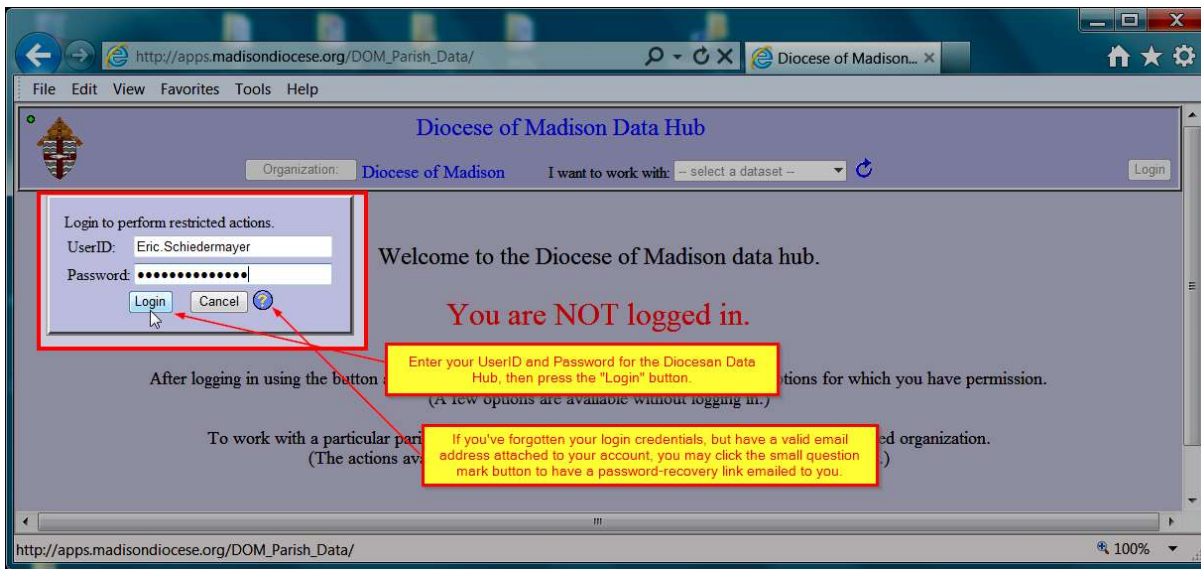 http://apps.madisondiocese.org/DOM_Parish_Data/
Diocese of Madison...
File Edit View Favorites Tools Help
Diocese of Madison Data Hub
Organization: Diocese of Madison I want to work with: -- select a dataset -- Login
Login to perform restricted actions.
UserID: Eric.Schiedermayer
Password: ••••••••••••••
Login Cancel ?
Welcome to the Diocese of Madison data hub.
You are NOT logged in.
Enter your UserID and Password for the Diocesan Data
Hub, then press the "Login" button.
After logging in using the button tions for which you have permission.
(A few options are available without logging in.)
If you've forgotten your login credentials, but have a valid email
address attached to your account, you may click the small question
mark button to have a password-recovery link emailed to you.
To work with a particular pari ed organization.
(The actions av .)
http://apps.madisondiocese.org/DOM_Parish_Data/ 100%